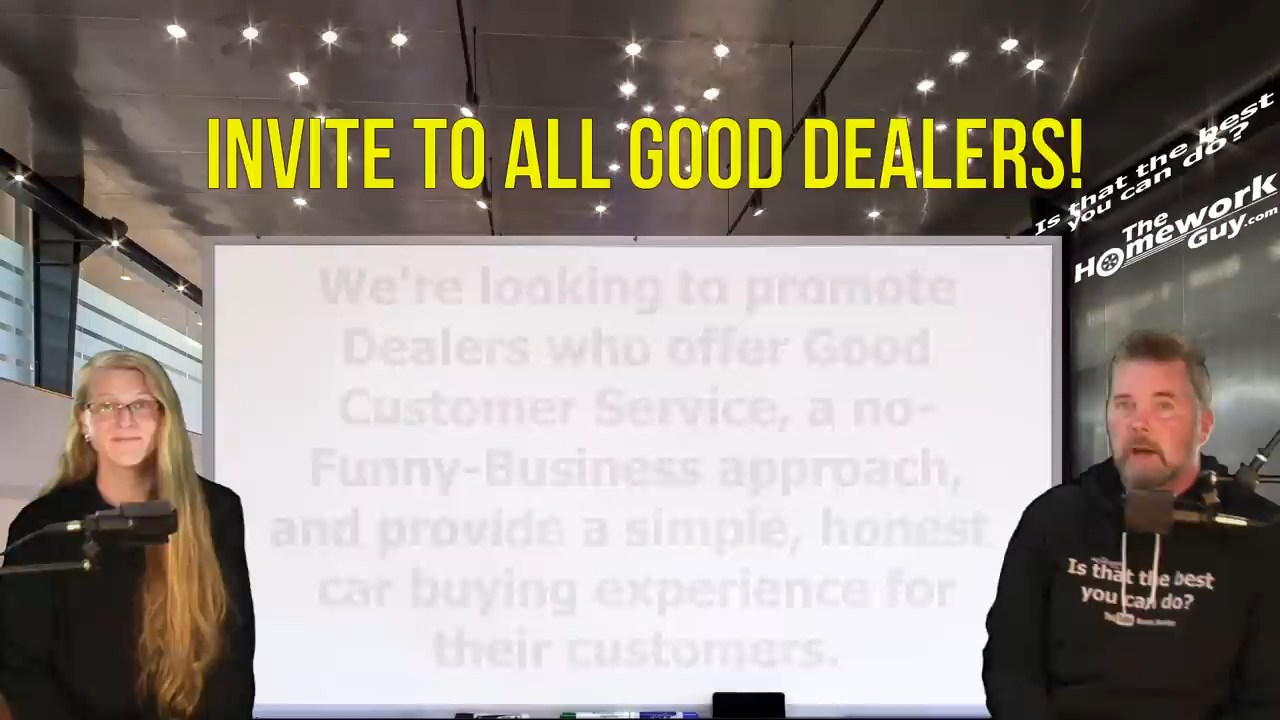 INVITE TO ALL GOOD DEALERS!
Is that the best
you can do?
The
Homework
Guy.com
We're looking to promote
Dealers who offer Good
Customer Service, a no-
Funny-Business approach,
and provide a simple, honest
car buying experience for
their customers.
Is that the best
you can do?